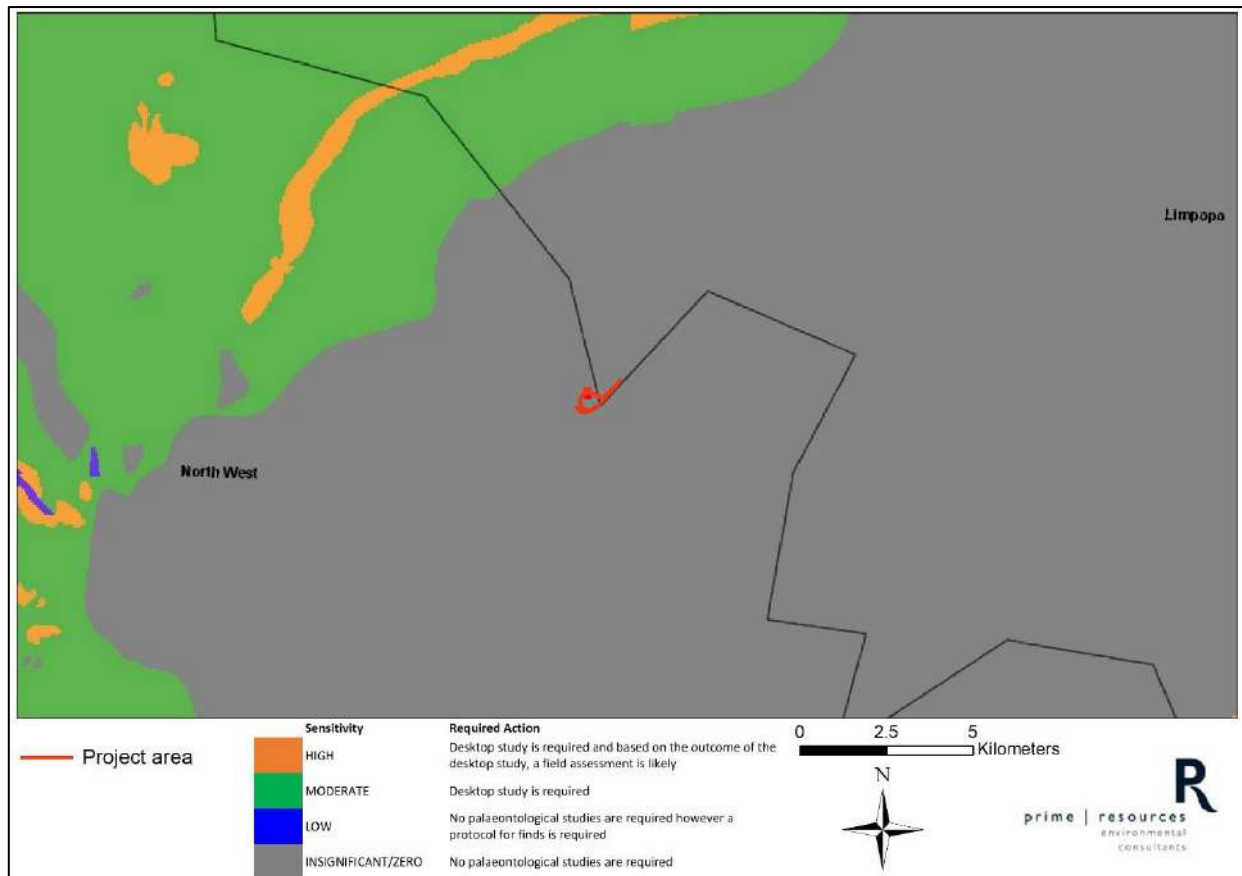 Limpopo
North West
Project area
Sensitivity Required Action
HIGH Desktop study is required and based on the outcome of the
desktop study, a field assessment is likely
MODERATE Desktop study is required
LOW No palaeontological studies are required however a
protocol for finds is required
INSIGNIFICANT/ZERO No palaeontological studies are required
0 2.5 5
Kilometers
N
R
prime | resources
environmental
consultants